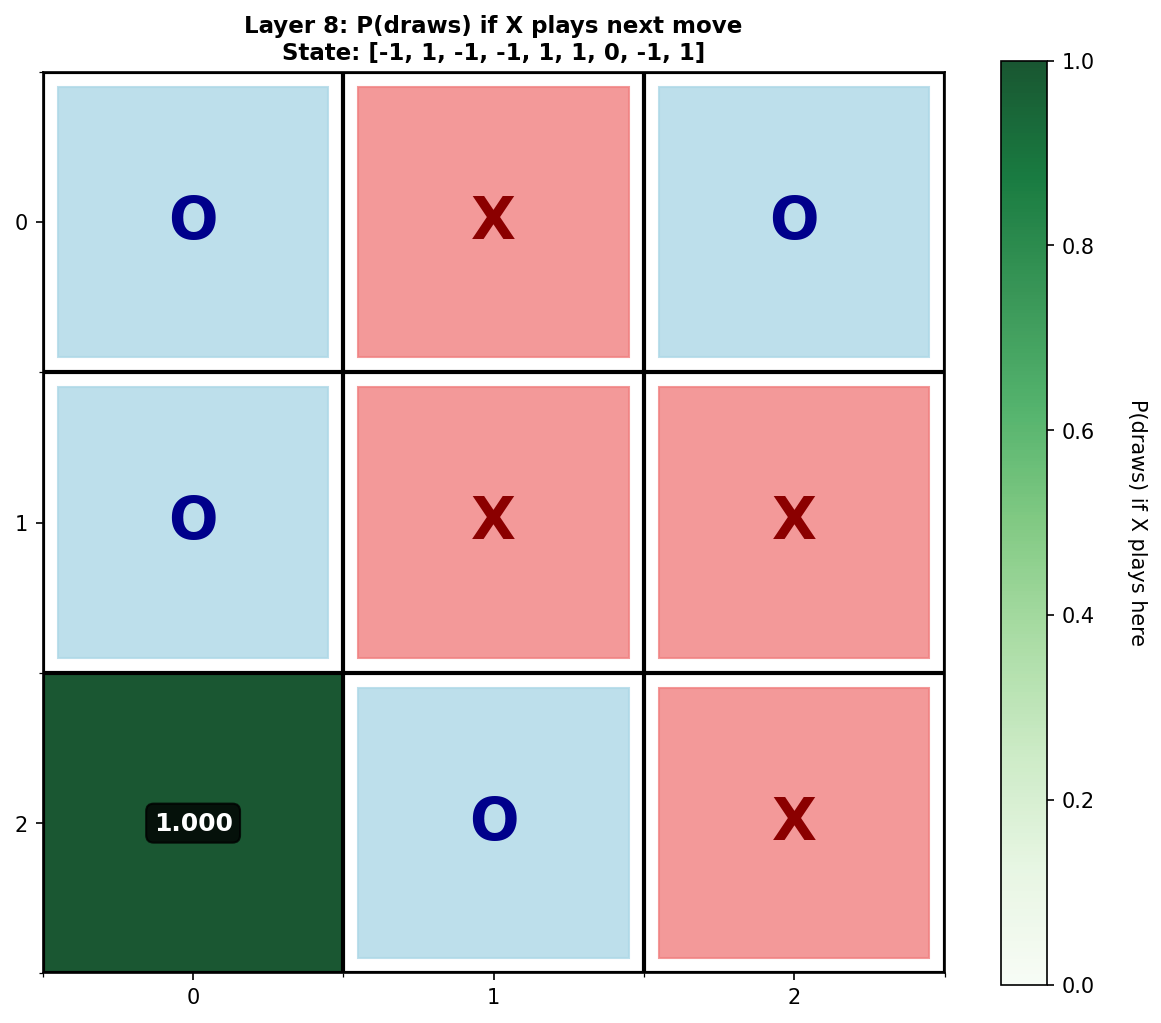 Layer 8: P(draws) if X plays next move
State: [-1, 1, -1, -1, 1, 1, 0, -1, 1]
1.0
O X O
0
0.8
0.6
P(draws) if X plays here
O X X
1
0.4
1.000 O X
2
0.2
0.0
0 1 2